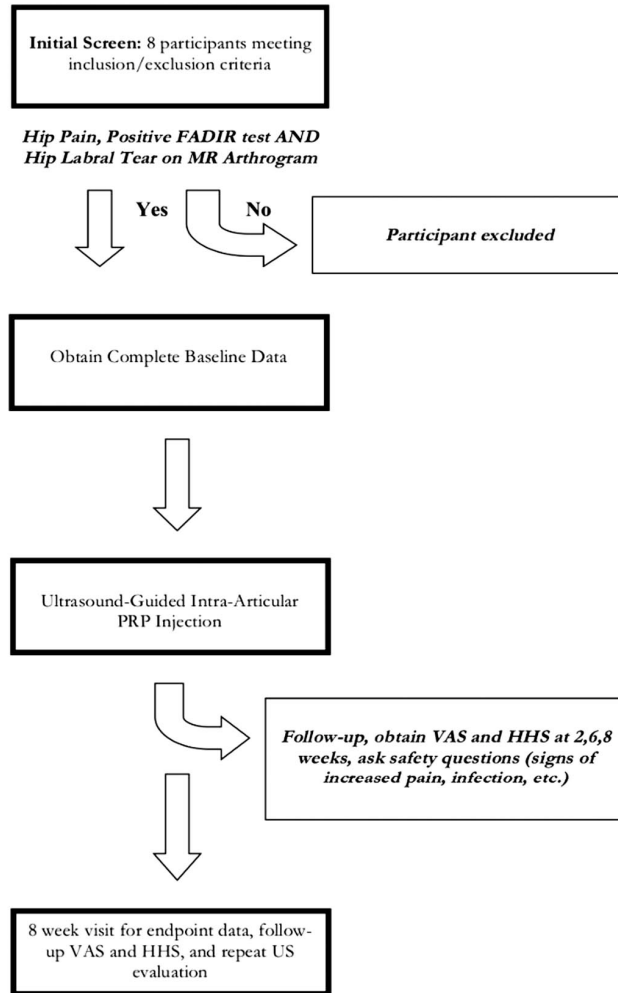 Initial Screen: 8 participants meeting
inclusion/exclusion criteria
Hip Pain, Positive FADIR test AND
Hip Labral Tear on MR Arthrogram
Yes
No
Participant excluded
Obtain Complete Baseline Data
Ultrasound-Guided Intra-Articular
PRP Injection
Follow-up, obtain VAS and HHS at 2,6,8
weeks, ask safety questions (signs of
increased pain, infection, etc.)
8 week visit for endpoint data, follow-
up VAS and HHS, and repeat US
evaluation